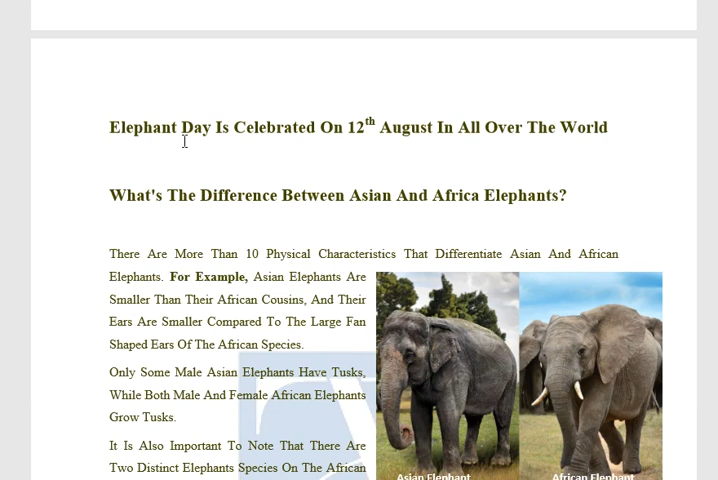 Elephant Day Is Celebrated On 12th August In All Over The World
What's The Difference Between Asian And Africa Elephants?
There Are More Than 10 Physical Characteristics That Differentiate Asian And African
Elephants. For Example, Asian Elephants Are
Smaller Than Their African Cousins, And Their
Ears Are Smaller Compared To The Large Fan
Shaped Ears Of The African Species.
Only Some Male Asian Elephants Have Tusks,
While Both Male And Female African Elephants
Grow Tusks.
It Is Also Important To Note That There Are
Two Distinct Elephants Species On The African
Asian Elephant
African Elephant